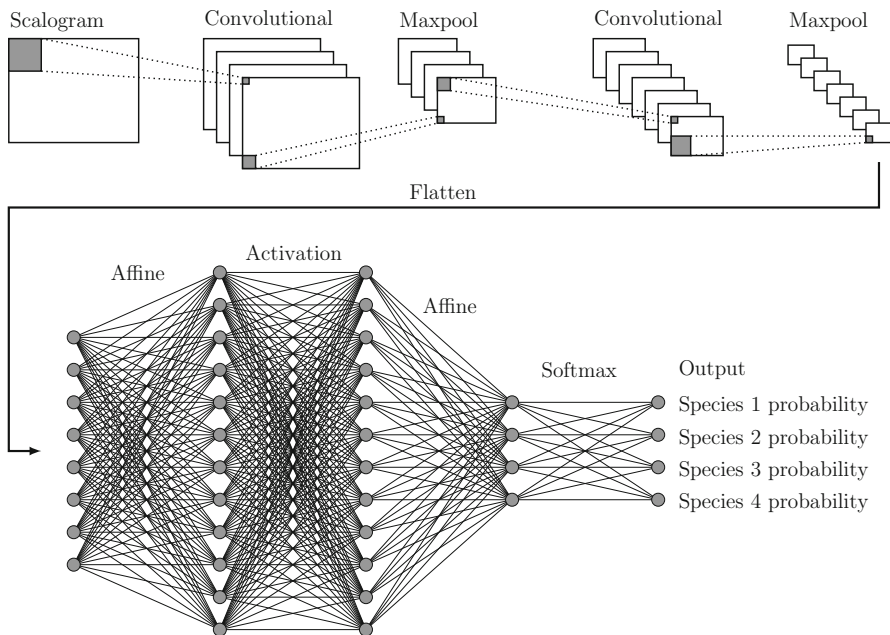 Scalogram
Convolutional
Maxpool
Convolutional
Maxpool
Flatten
Affine
Activation
Affine
Softmax
Output
Species 1 probability
Species 2 probability
Species 3 probability
Species 4 probability